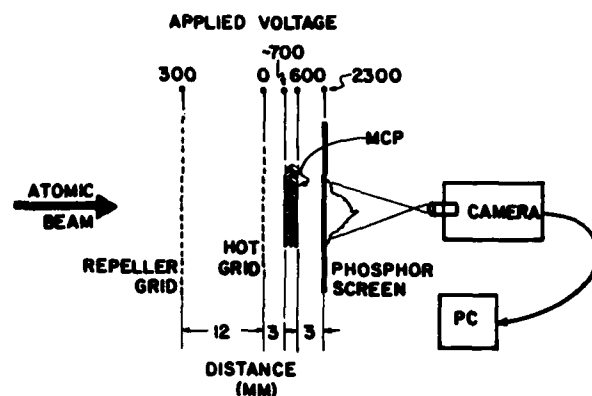 APPLIED VOLTAGE
-700
300 0 600 2300
MCP
ATOMIC
BEAM
CAMERA
REPELLER
GRID
HOT
GRID
PHOSPHOR
SCREEN
PC
12 3 3
DISTANCE
(MM)